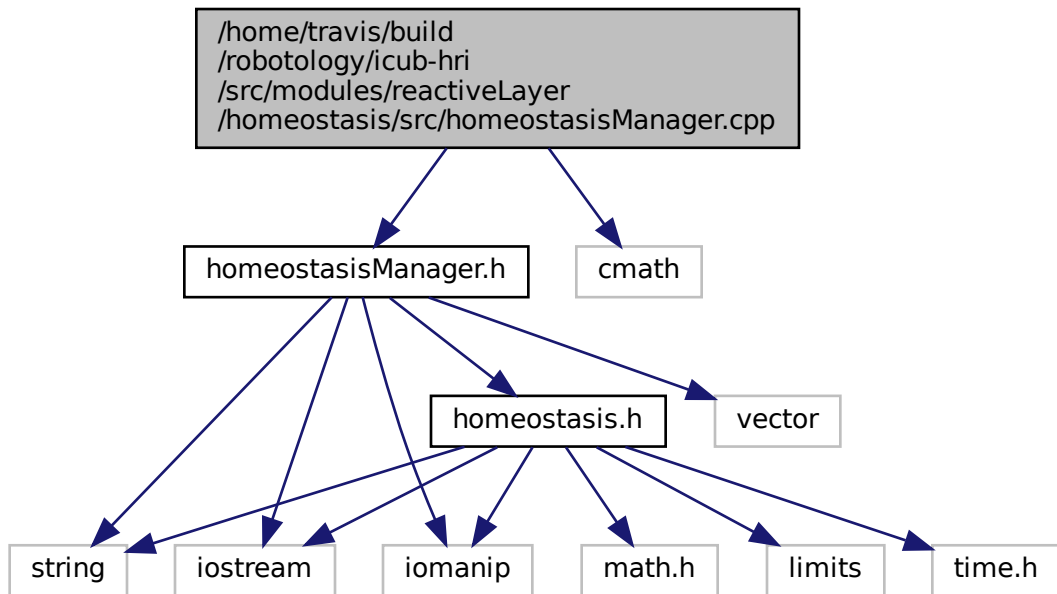 /home/travis/build
/robotology/icub-hri
/src/modules/reactiveLayer
/homeostasis/src/homeostasisManager.cpp
homeostasisManager.h
cmath
homeostasis.h
vector
string
iostream
iomanip
math.h
limits
time.h